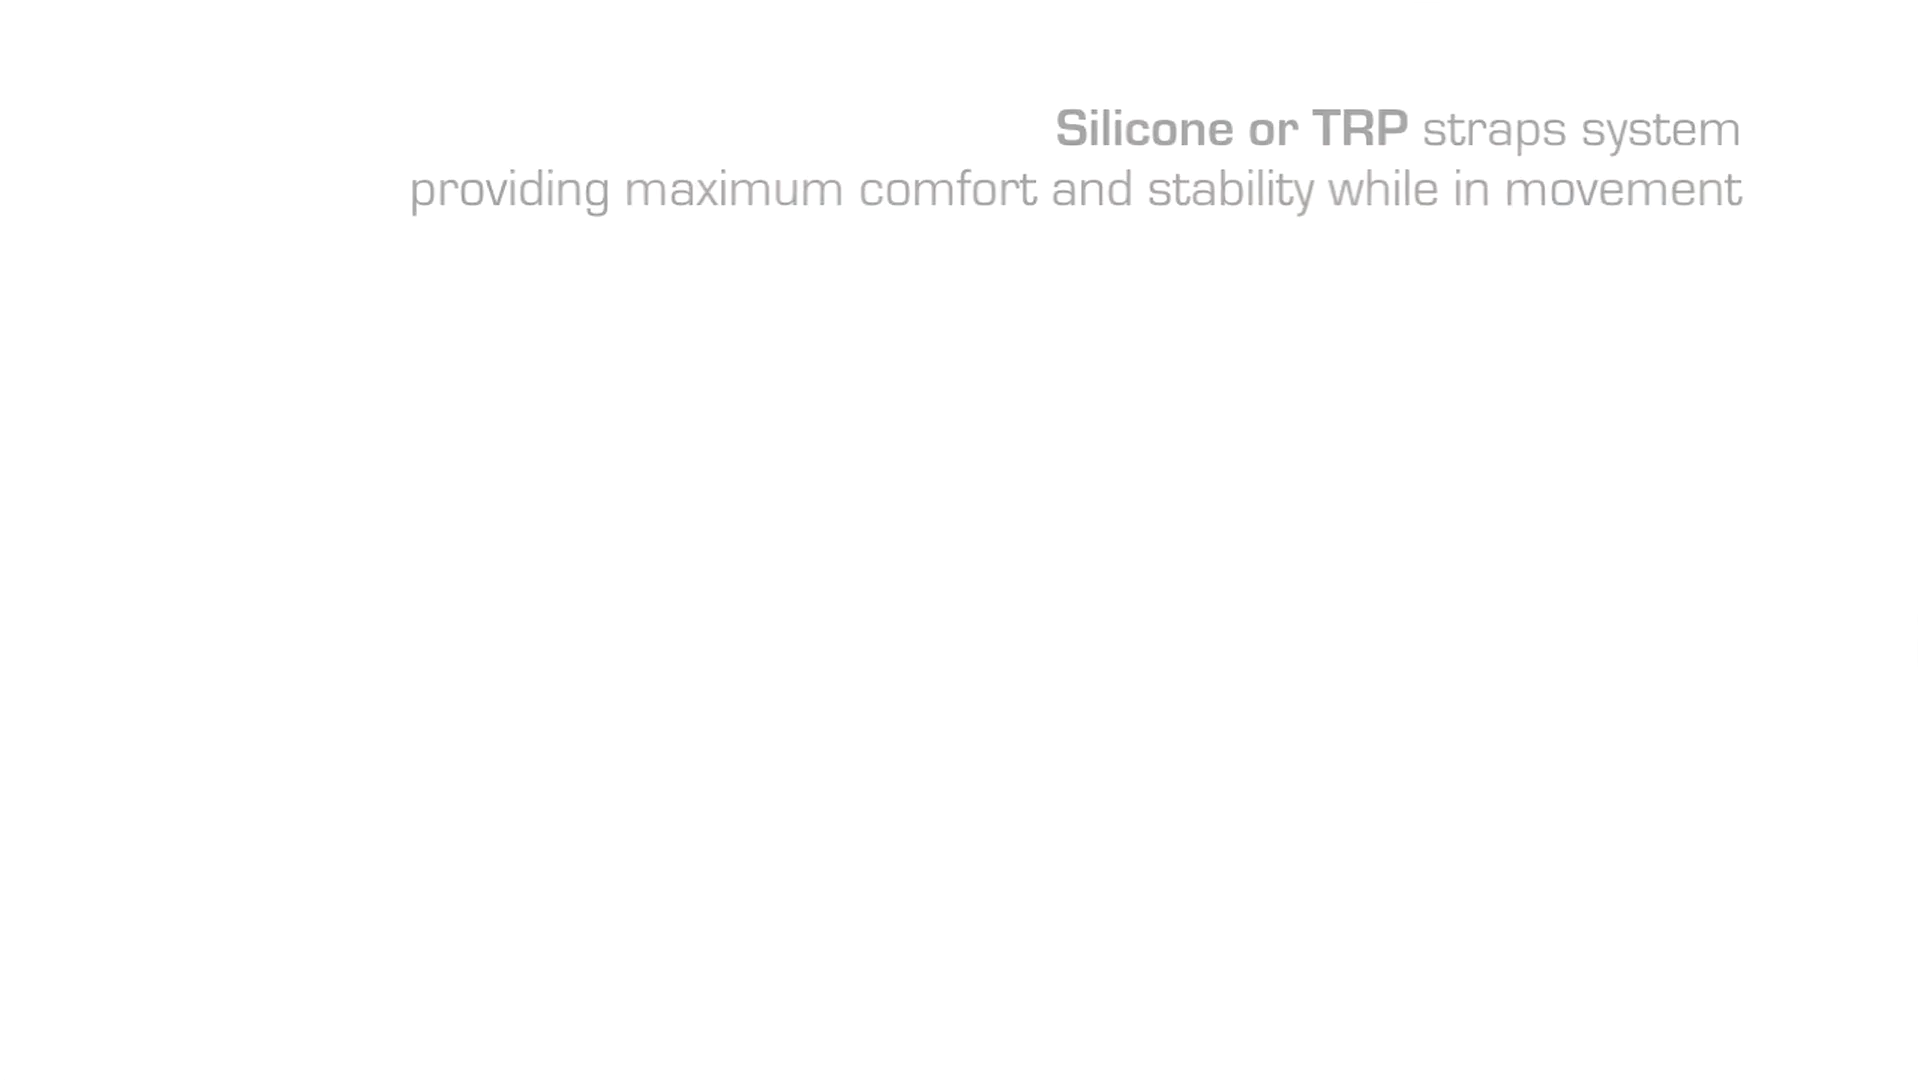 Silicone or TRP straps system
providing maximum comfort and stability while in movement